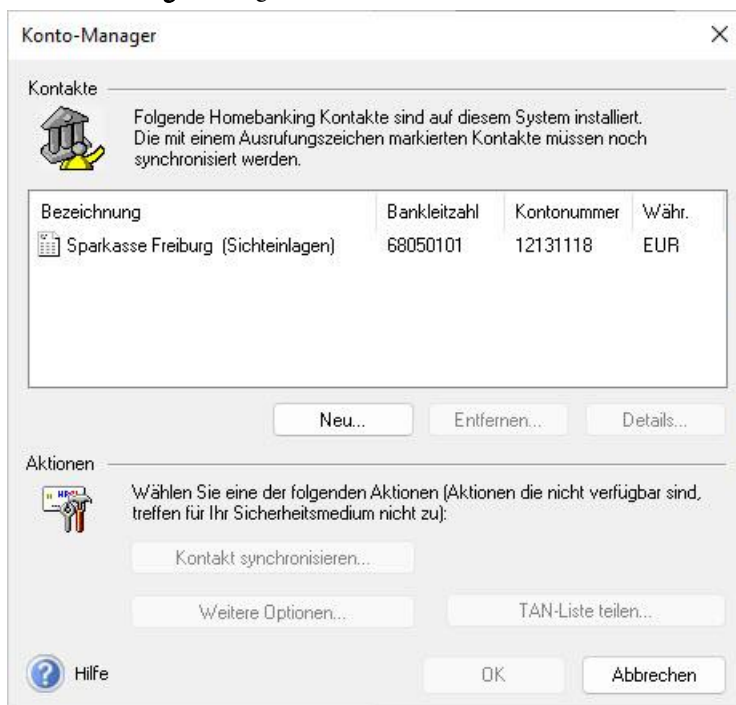 Konto-Manager
Kontakte
Folgende Homebanking Kontakte sind auf diesem System installiert.
Die mit einem Ausrufungszeichen markierten Kontakte müssen noch
synchronisiert werden.
Bezeichnung Bankleitzahl Kontonummer Währ.
Sparkasse Freiburg (Sichteinlagen) 68050101 12131118 EUR
Neu... Entfernen... Details...
Aktionen
Wählen Sie eine der folgenden Aktionen (Aktionen die nicht verfügbar sind,
treffen für Ihr Sicherheitsmedium nicht zu):
Kontakt synchronisieren...
Weitere Optionen... TAN-Liste teilen...
Hilfe OK Abbrechen